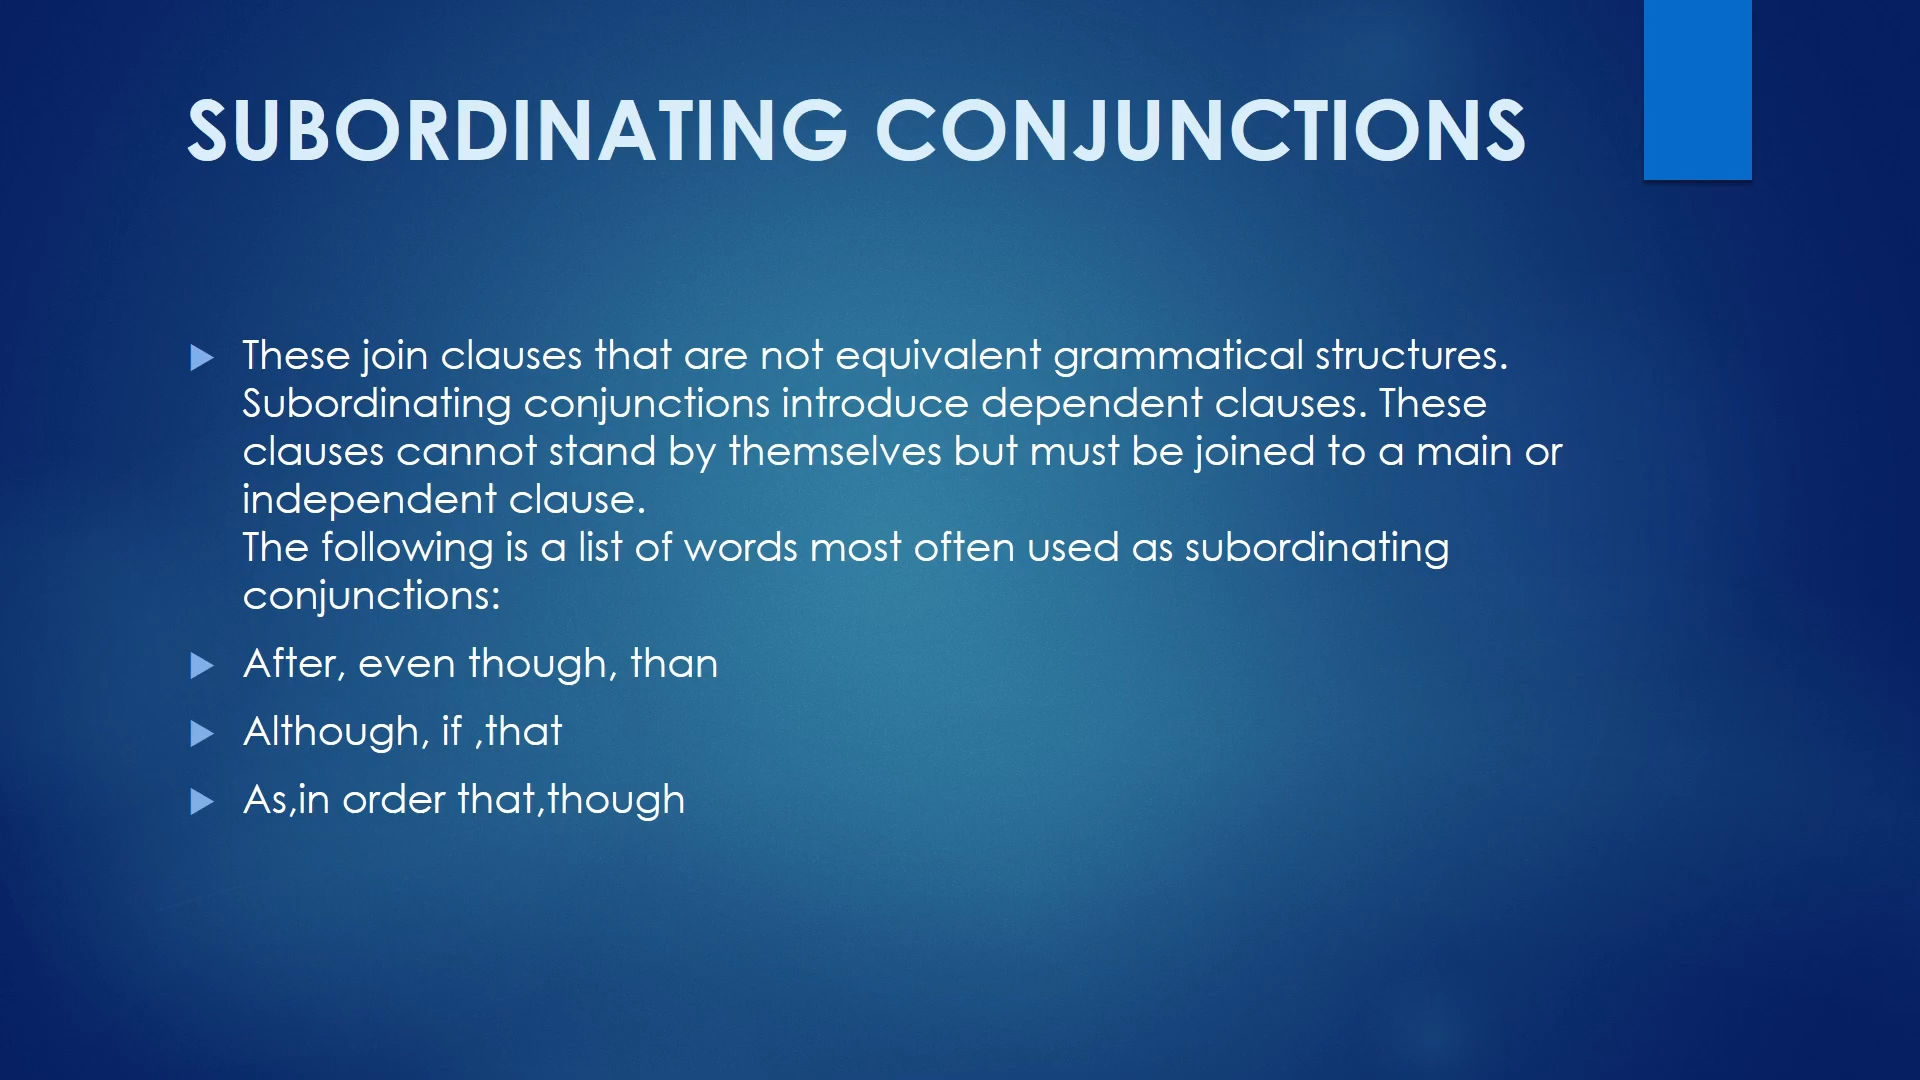 SUBORDINATING CONJUNCTIONS
These join clauses that are not equivalent grammatical structures.
Subordinating conjunctions introduce dependent clauses. These
clauses cannot stand by themselves but must be joined to a main or
independent clause.
The following is a list of words most often used as subordinating
conjunctions:
After, even though, than
Although, if ,that
As,in order that,though